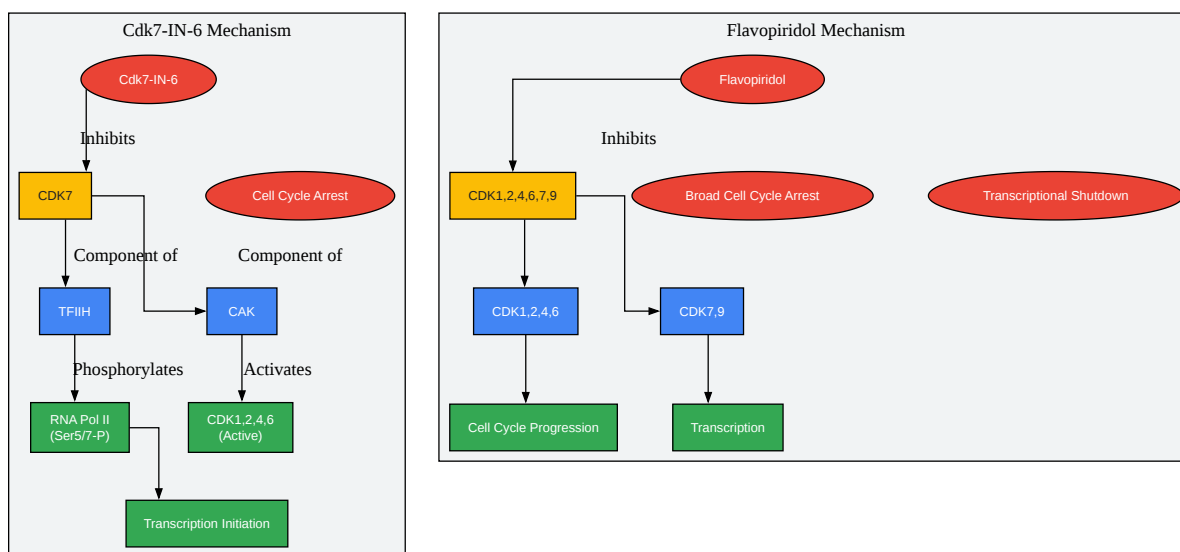 Cdk7-IN-6 Mechanism
Cdk7-IN-6
Inhibits
CDK7
Cell Cycle Arrest
Component of
Component of
TFIIH
CAK
Phosphorylates
Activates
RNA Pol II
(Ser5/7-P)
CDK1,2,4,6
(Active)
Transcription Initiation
Flavopiridol Mechanism
Flavopiridol
Inhibits
CDK1,2,4,6,7,9
Broad Cell Cycle Arrest
Transcriptional Shutdown
CDK1,2,4,6
CDK7,9
Cell Cycle Progression
Transcription